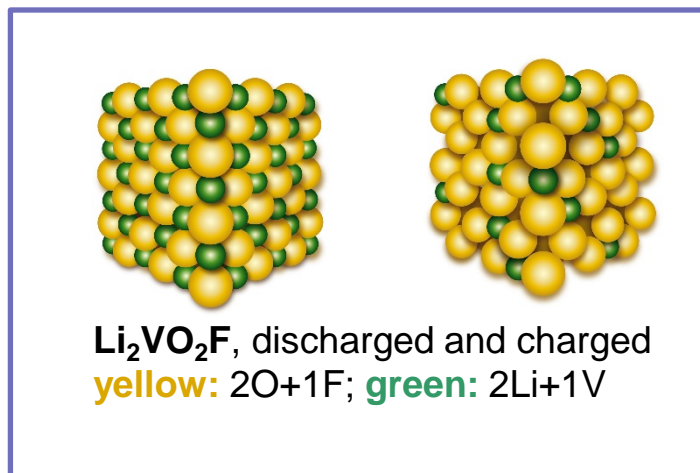 Li₂VO₂F, discharged and charged
yellow: 2O+1F; green: 2Li+1V